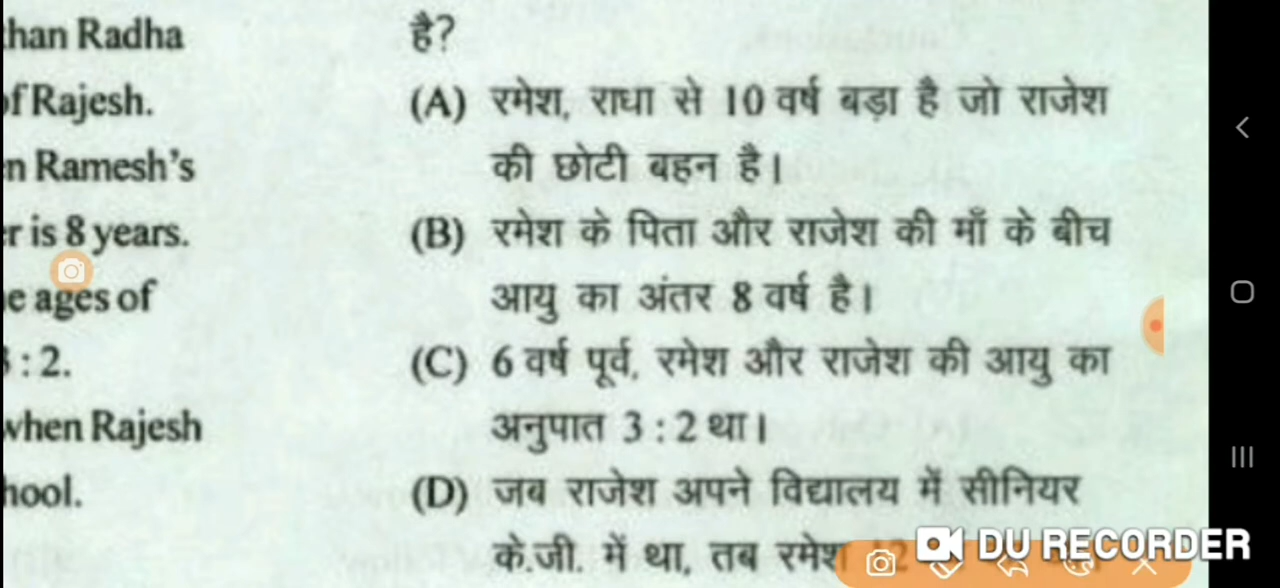 han Radha
of Rajesh.
n Ramesh's
r is 8 years.
e ages of
3 : 2.
when Rajesh
hool.
है?
(A) रमेश, राधा से 10 वर्ष बड़ा है जो राजेश
की छोटी बहन है।
(B) रमेश के पिता और राजेश की माँ के बीच
आयु का अंतर 8 वर्ष है।
(C) 6 वर्ष पूर्व, रमेश और राजेश की आयु का
अनुपात 3 : 2 था।
(D) जब राजेश अपने विद्यालय में सीनियर
के.जी. में था, तब रमेश
DU RECORDER